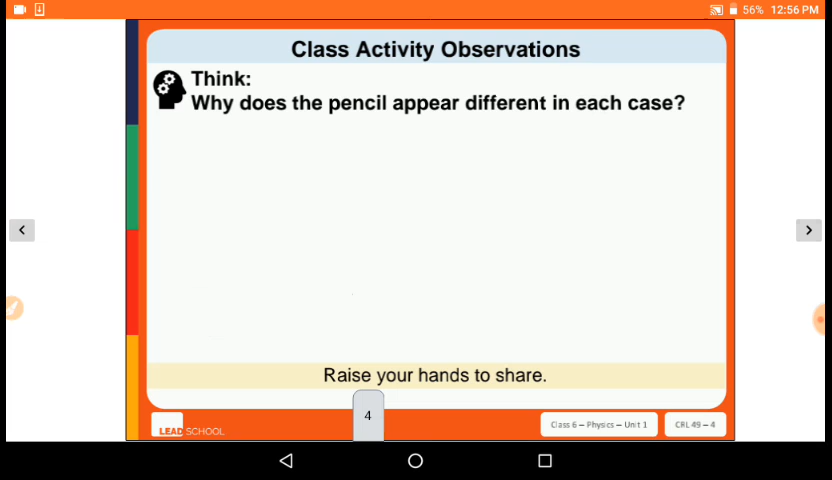 56% 12:56 PM
Class Activity Observations
Think:
Why does the pencil appear different in each case?
Raise your hands to share.
4
LEAD SCHOOL
Class 6 – Physics – Unit 1
CRL 49 – 4